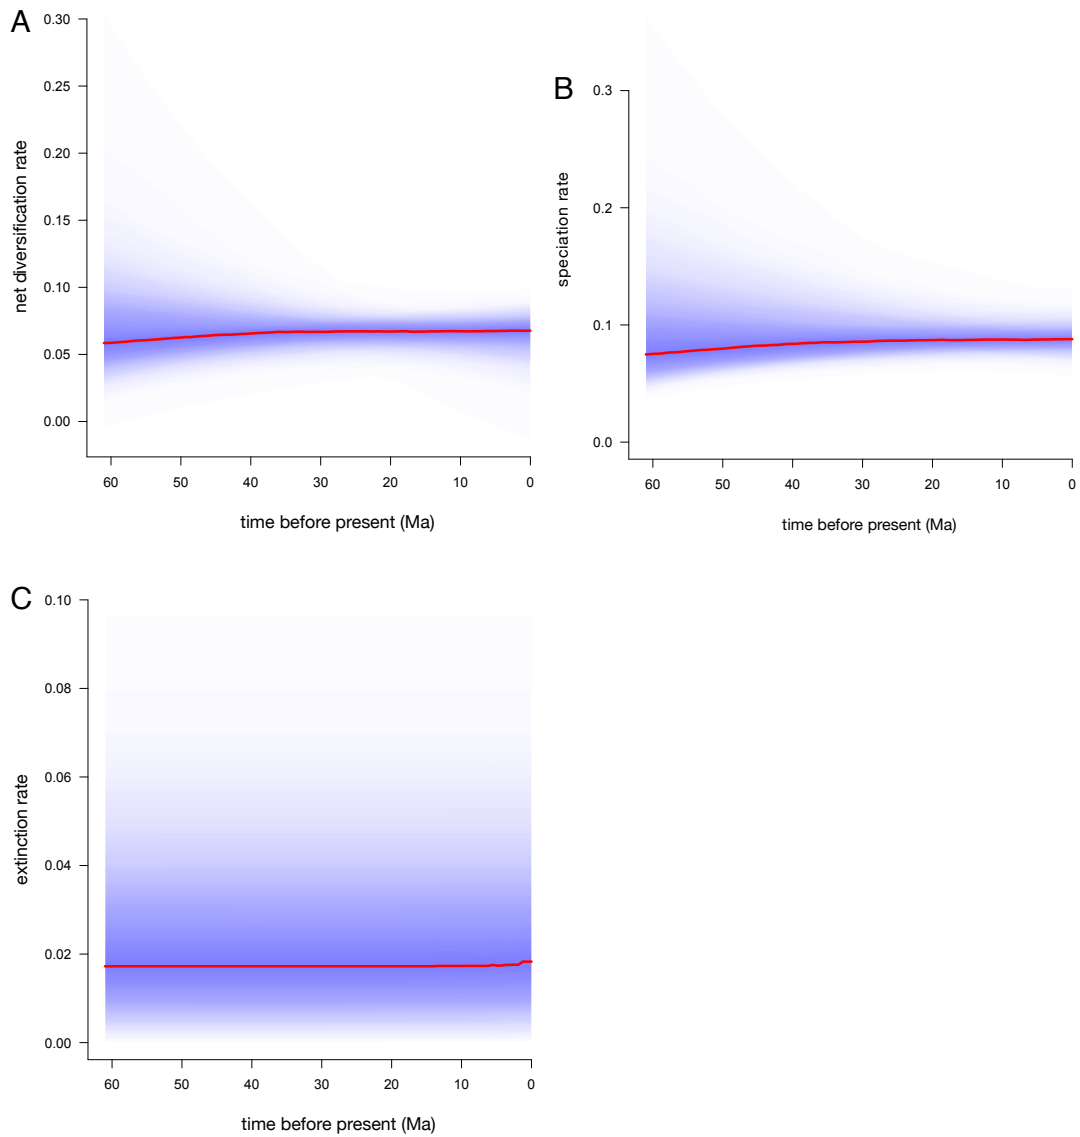 A
0.30
0.25
0.20
0.15
0.10
0.05
0.00
net diversification rate
60 50 40 30 20 10 0
time before present (Ma)
B
0.3
0.2
0.1
0.0
speciation rate
60 50 40 30 20 10 0
time before present (Ma)
C
0.10
0.08
0.06
0.04
0.02
0.00
extinction rate
60 50 40 30 20 10 0
time before present (Ma)